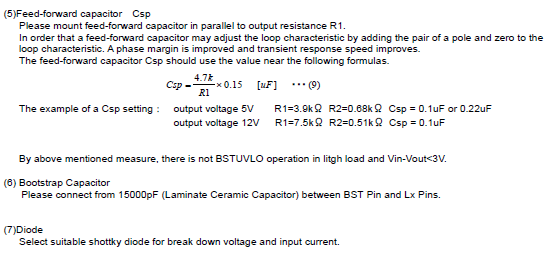 (5)Feed-forward capacitor Csp
Please mount feed-forward capacitor in parallel to output resistance R1.
In order that a feed-forward capacitor may adjust the loop characteristic by adding the pair of a pole and zero to the
loop characteristic. A phase margin is improved and transient response speed improves.
The feed-forward capacitor Csp should use the value near the following formulas.
Csp = 4.7k / R1 × 0.15 [uF] ⋯(9)
The example of a Csp setting : output voltage 5V R1=3.9kΩ R2=0.68kΩ Csp = 0.1uF or 0.22uF
output voltage 12V R1=7.5kΩ R2=0.51kΩ Csp = 0.1uF
By above mentioned measure, there is not BSTUVLO operation in litgh load and Vin-Vout<3V.
(6) Bootstrap Capacitor
Please connect from 15000pF (Laminate Ceramic Capacitor) between BST Pin and Lx Pins.
(7)Diode
Select suitable shottky diode for break down voltage and input current.